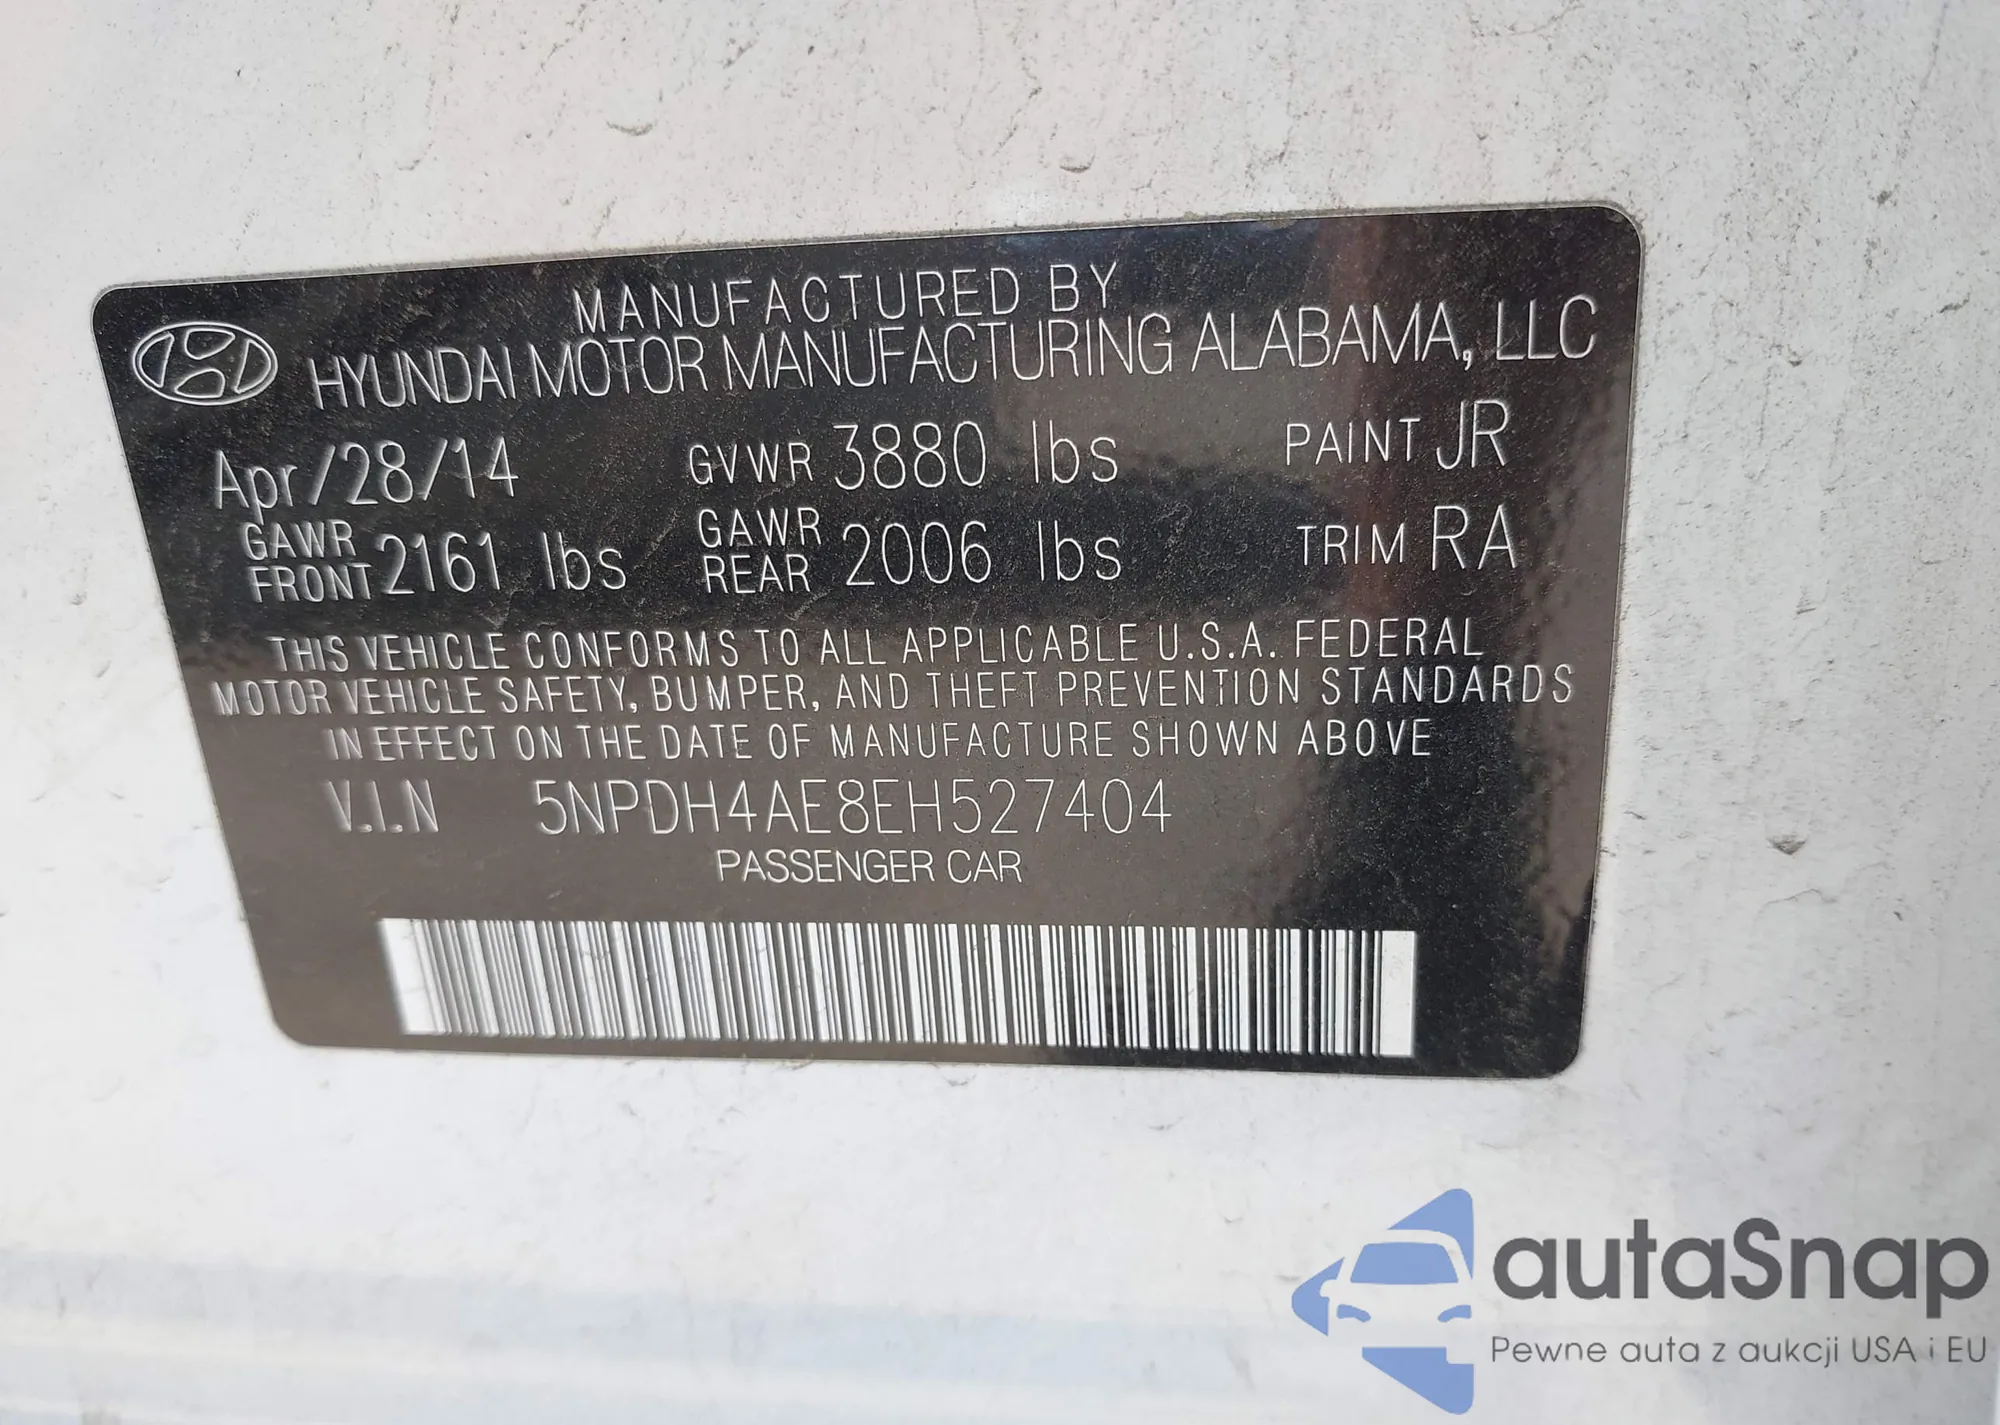 MANUFACTURED BY
HYUNDAI MOTOR MANUFACTURING ALABAMA, LLC
Apr/28/14 GVWR 3880 lbs PAINT JR
GAWR FRONT 2161 lbs GAWR REAR 2006 lbs TRIM RA
THIS VEHICLE CONFORMS TO ALL APPLICABLE U.S.A. FEDERAL
MOTOR VEHICLE SAFETY, BUMPER, AND THEFT PREVENTION STANDARDS
IN EFFECT ON THE DATE OF MANUFACTURE SHOWN ABOVE
V.I.N 5NPDH4AE8EH527404
PASSENGER CAR
autaSnap
Pewne auta z aukcji USA i EU